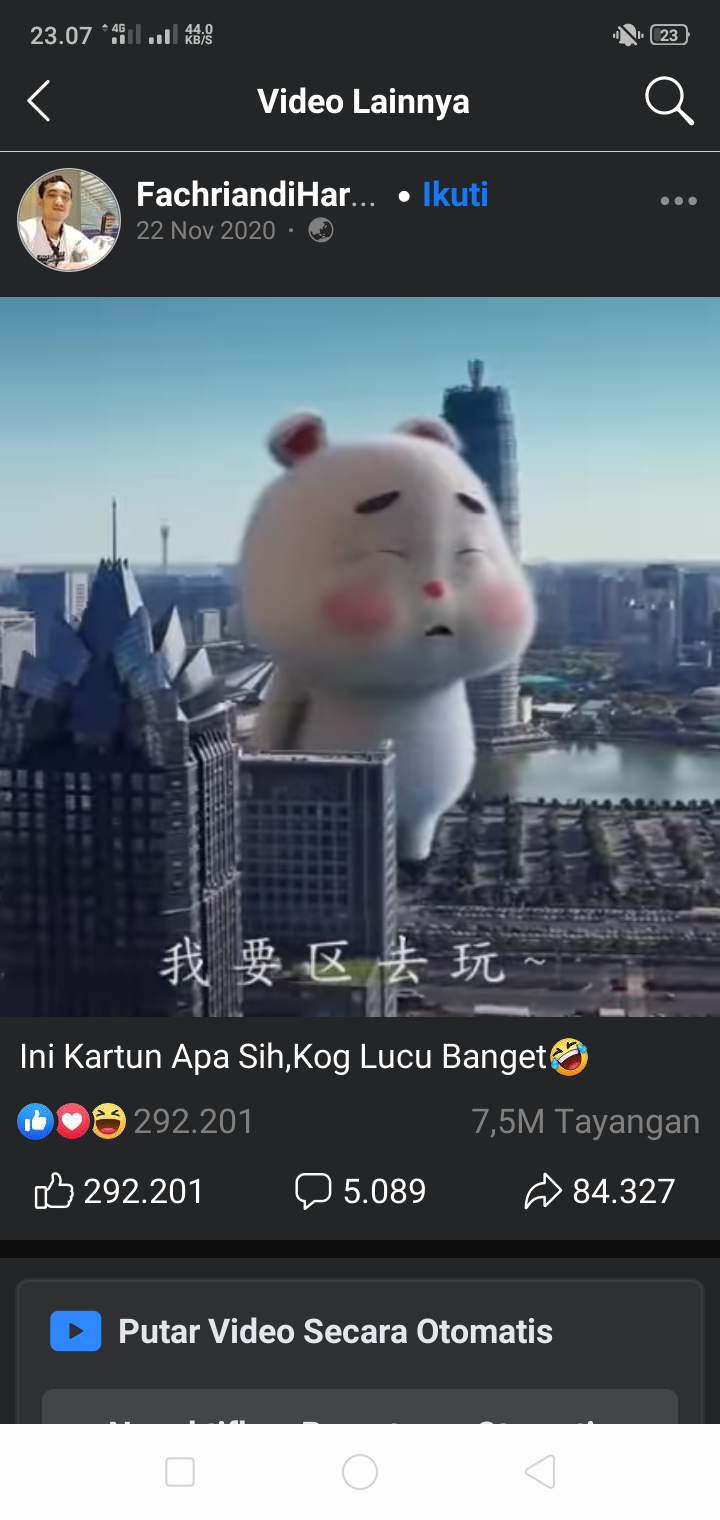 23.07 4G 44.0 KB/S 23
Video Lainnya
FachriandiHar... • Ikuti
22 Nov 2020 ·
我要区去玩~
Ini Kartun Apa Sih,Kog Lucu Banget🤣
292.201 7,5M Tayangan
292.201 5.089 84.327
Putar Video Secara Otomatis